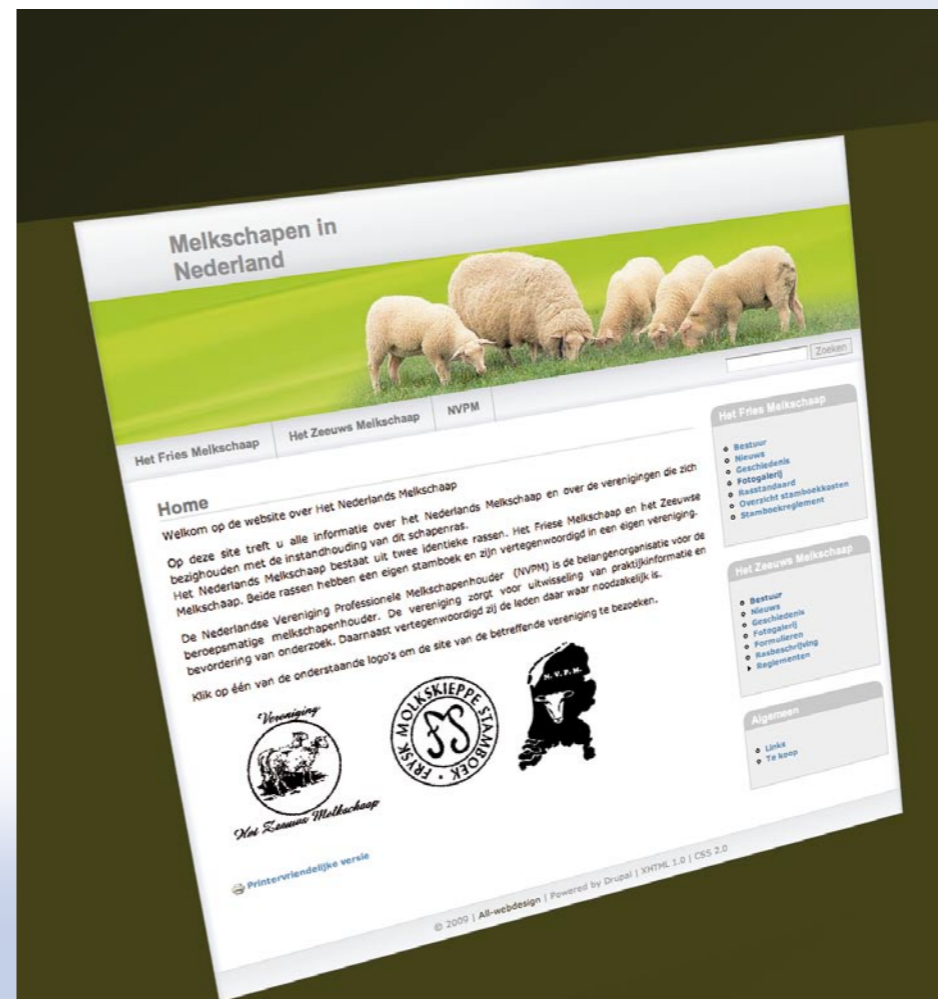 Melkschapen in
Nederland
Zoeken
Het Fries Melkschaap
Het Zeeuws Melkschaap
NVPM
Home
Welkom op de website over Het Nederlands Melkschaap
Op deze site treft u alle informatie over het Nederlands Melkschaap en over de verenigingen die zich
bezighouden met de instandhouding van dit schapenras.
Het Nederlands Melkschaap bestaat uit twee identieke rassen. Het Friese Melkschaap en het Zeeuwse
Melkschaap. Beide rassen hebben een eigen stamboek en zijn vertegenwoordigd in een eigen vereniging.
De Nederlandse Vereniging Professionele Melkschapenhouder (NVPM) is de belangenorganisatie voor de
beroepsmatige melkschapenhouder. De vereniging zorgt voor uitwisseling van praktijkinformatie en
bevordering van onderzoek. Daarnaast vertegenwoordigd zij de leden daar waar noodzakelijk is.
Klik op één van de onderstaande logo's om de site van de betreffende vereniging te bezoeken.
Vereniging
Het Zeeuws Melkschaap
FRYSK MOLKSKIEPPE STAMBOEK
FS
N.V.P.M.
Printervriendelijke versie
Het Fries Melkschaap
Bestuur
Nieuws
Geschiedenis
Fotogalerij
Rasstandaard
Overzicht stamboekkosten
Stamboekreglement
Het Zeeuws Melkschaap
Bestuur
Nieuws
Geschiedenis
Fotogalerij
Formulieren
Rasbeschrijving
Reglementen
Algemeen
Links
Te koop
© 2009 | All-webdesign | Powered by Drupal | XHTML 1.0 | CSS 2.0